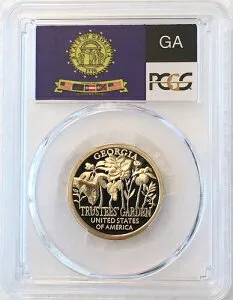 GA
PCGS
GEORGIA
TRUSTEES' GARDEN
UNITED STATES
OF AMERICA